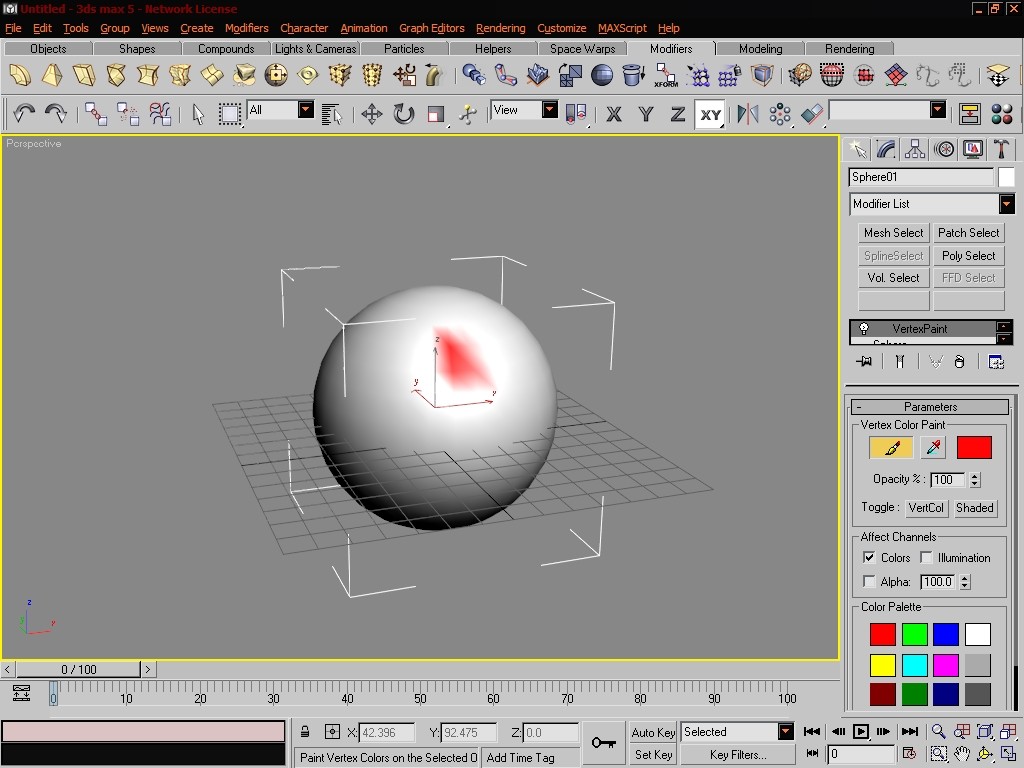 Untitled - 3ds max 5 - Network License
File Edit Tools Group Views Create Modifiers Character Animation Graph Editors Rendering Customize MAXScript Help
Objects Shapes Compounds Lights & Cameras Particles Helpers Space Warps Modifiers Modeling Rendering
XFORM
All View X Y Z XY
Perspective
Sphere01
Modifier List
Mesh Select Patch Select
SplineSelect Poly Select
Vol. Select FFD Select
VertexPaint
Sphere
z
y
- Parameters
Vertex Color Paint
Opacity % : 100
Toggle : VertCol Shaded
Affect Channels
Colors Illumination
Alpha: 100.0
Color Palette
z
0 / 100
0 10 20 30 40 50 60 70 80 90 100
X: 42.396 Y: 92.475 Z: 0.0 Auto Key Selected
Paint Vertex Colors on the Selected O Add Time Tag Set Key Key Filters... 0